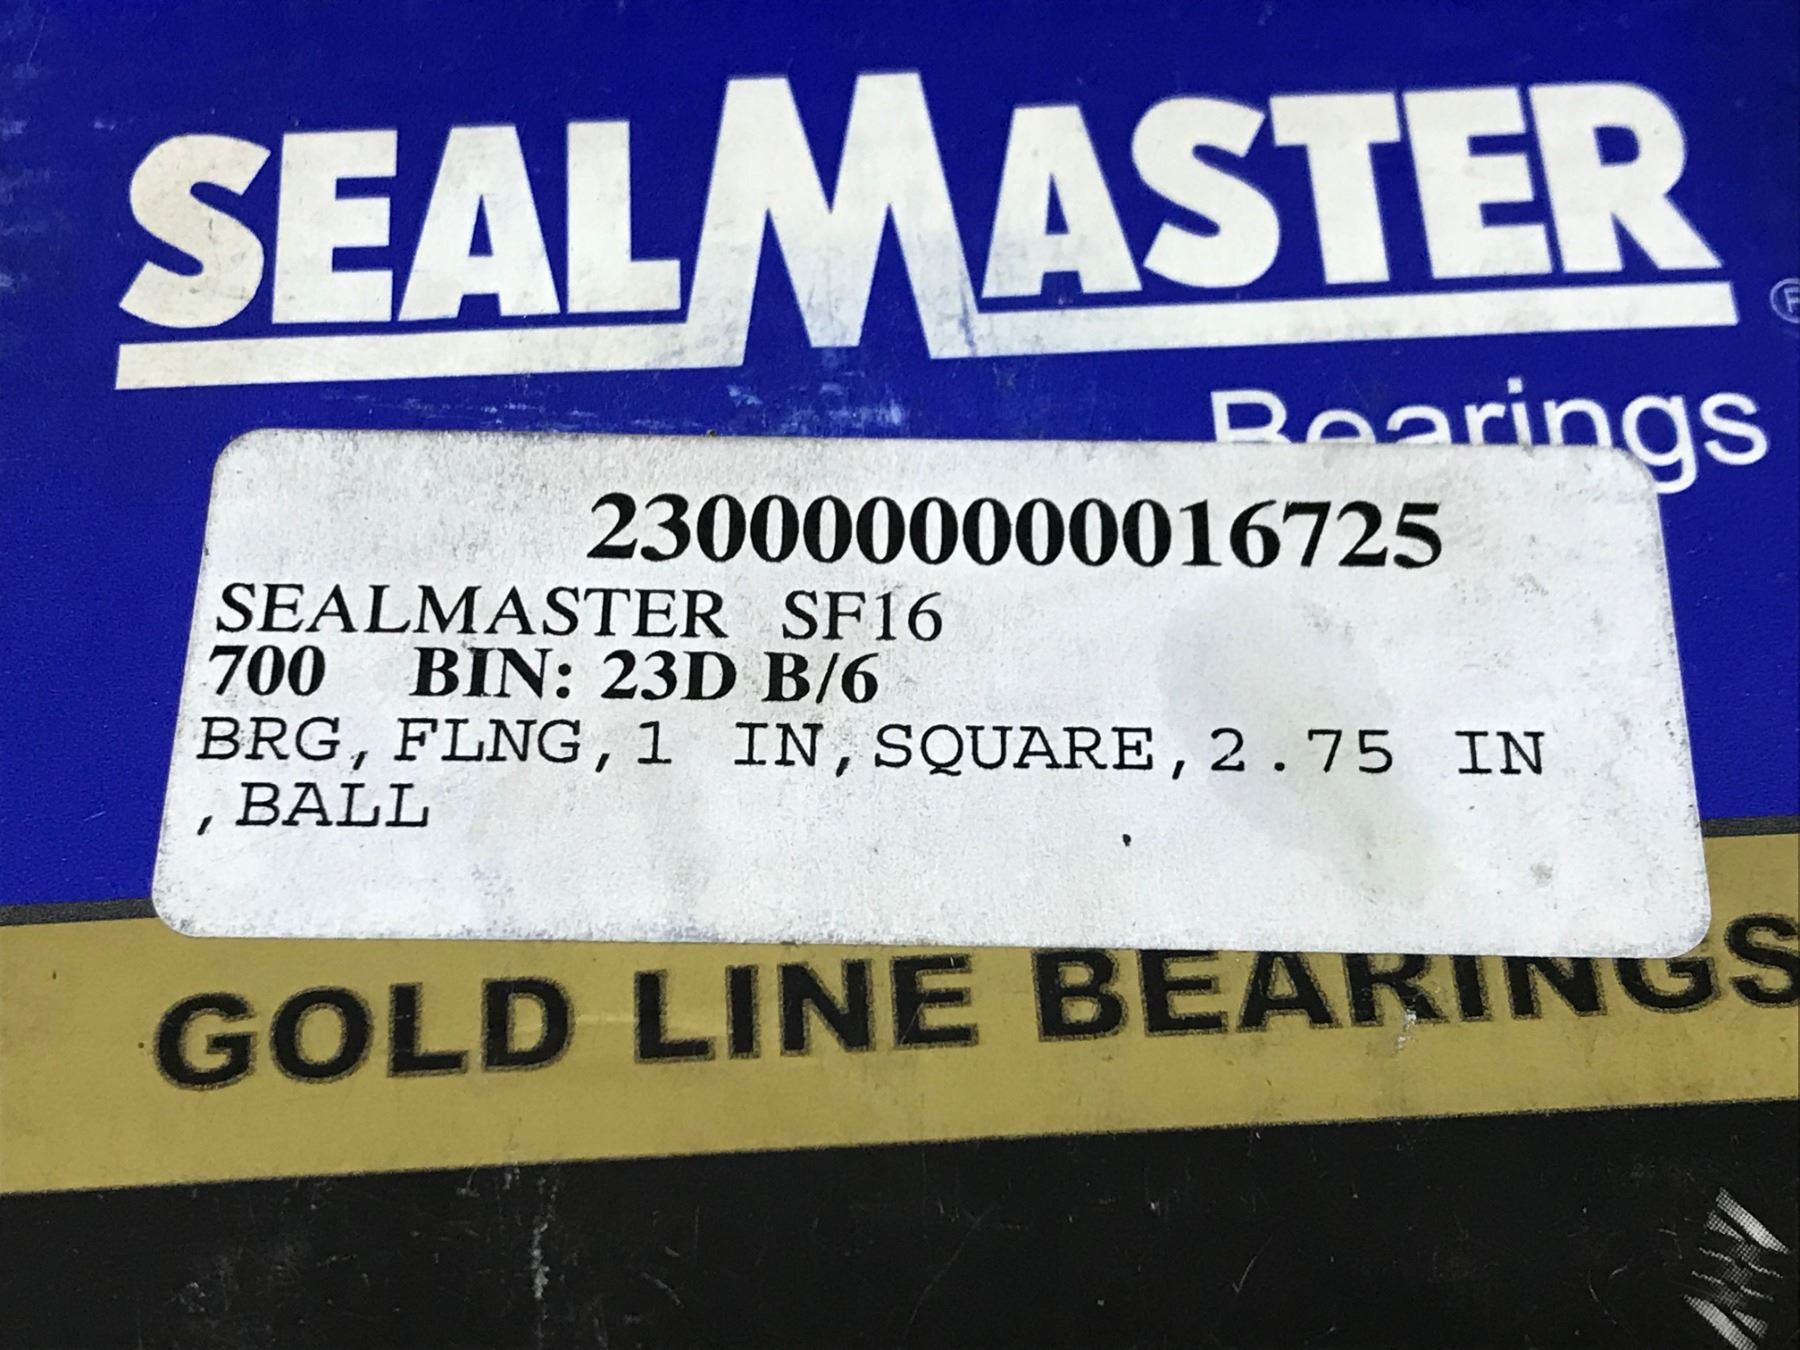 SEALMASTER ®
Bearings
2300000000016725
SEALMASTER SF16
700 BIN: 23D B/6
BRG,FLNG,1 IN,SQUARE,2.75 IN
,BALL
GOLD LINE BEARINGS